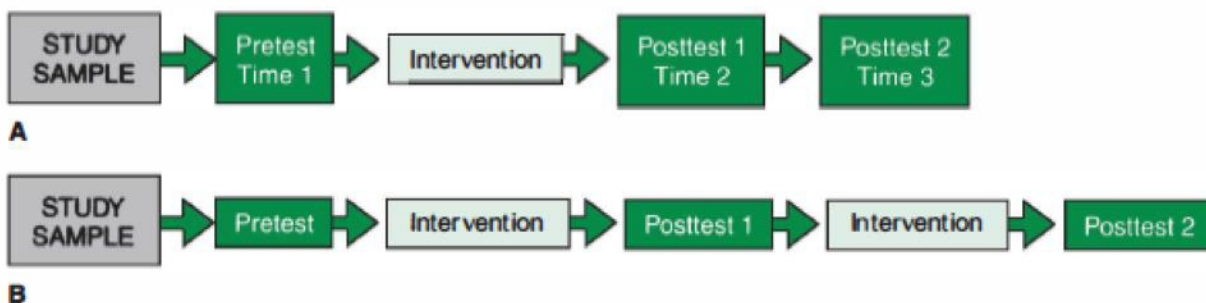 STUDY
SAMPLE
Pretest
Time 1
Intervention
Posttest 1
Time 2
Posttest 2
Time 3
A
STUDY
SAMPLE
Pretest
Intervention
Posttest 1
Intervention
Posttest 2
B